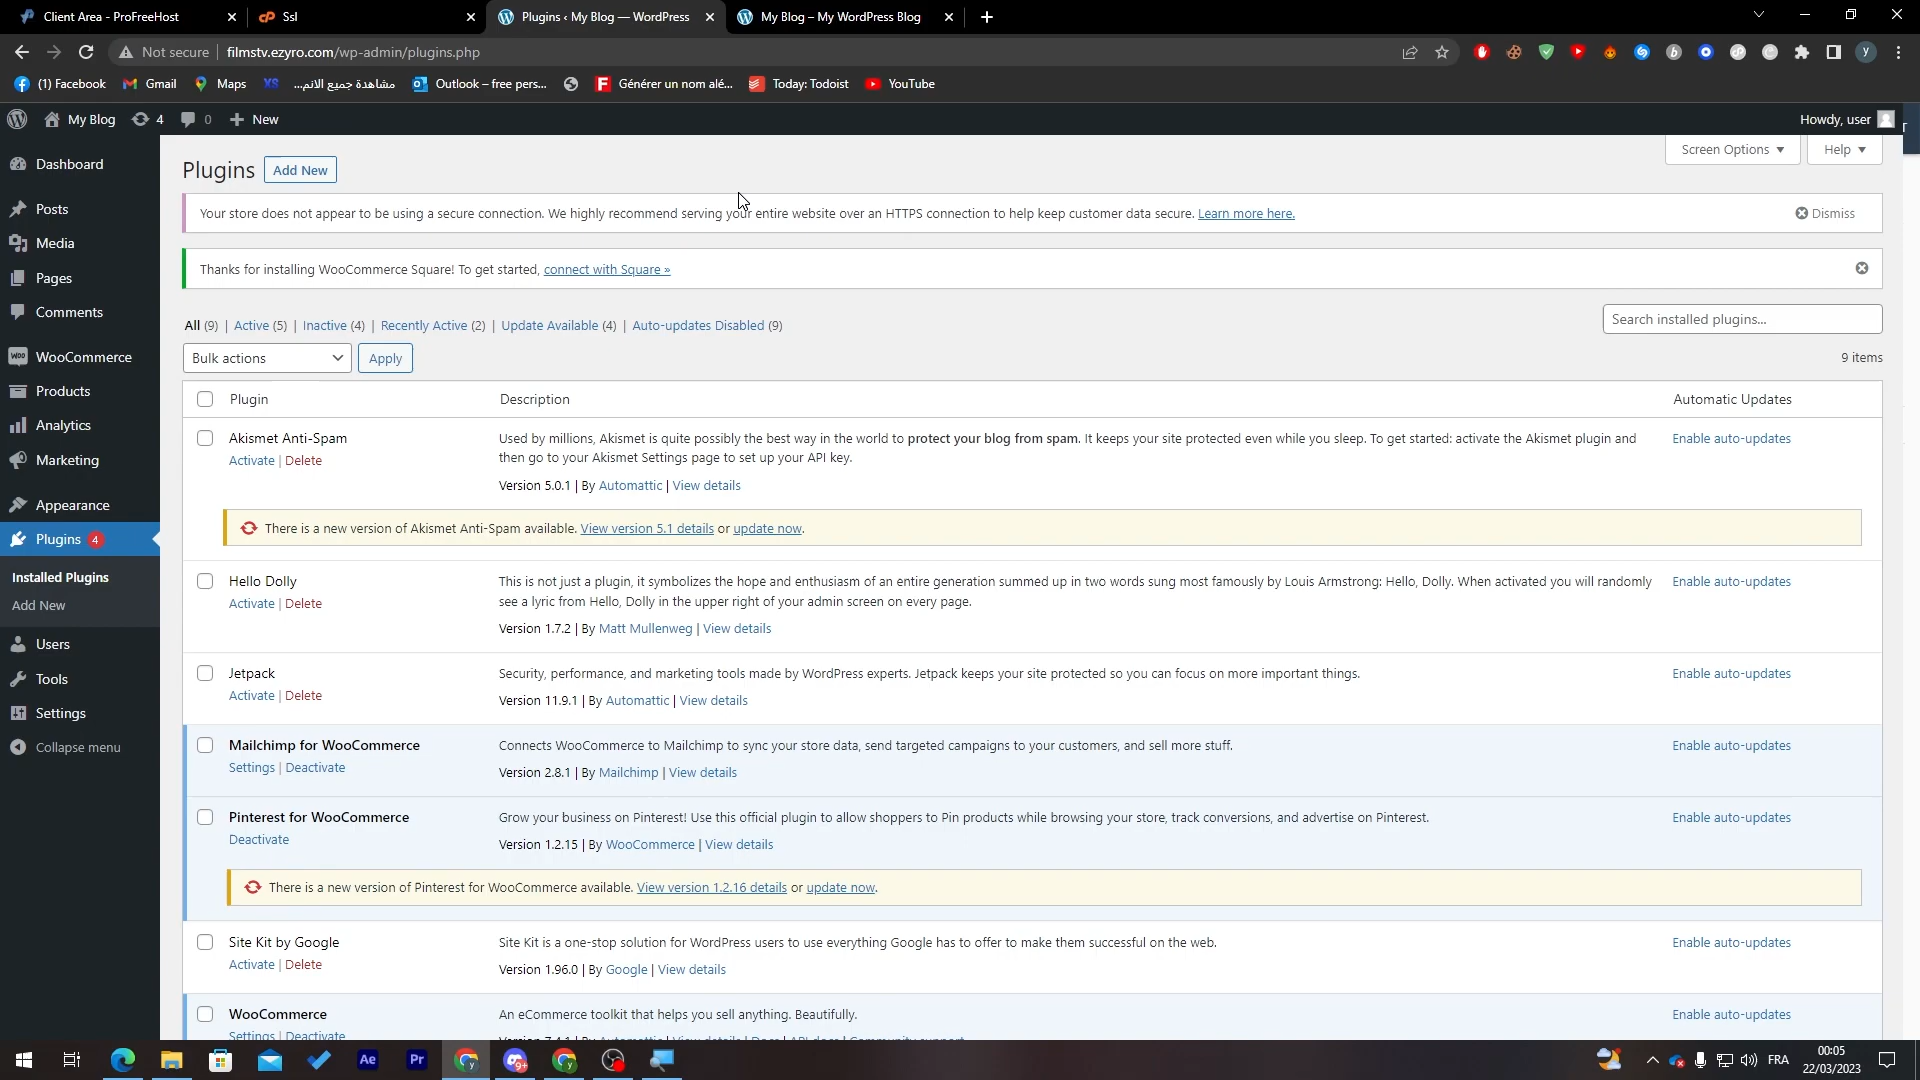 Client Area - ProFreeHost
Ssl
Plugins ‹ My Blog — WordPress
My Blog – My WordPress Blog
Not secure
filmstv.ezyro.com/wp-admin/plugins.php
(1) Facebook
Gmail
Maps
XS
مشاهدة جميع الانم...
Outlook – free pers...
Générer un nom alé...
Today: Todoist
YouTube
My Blog
4
0
New
Howdy, user
Dashboard
Posts
Media
Pages
Comments
WooCommerce
Products
Analytics
Marketing
Appearance
Plugins 4
Installed Plugins
Add New
Users
Tools
Settings
Collapse menu
Screen Options
Help
Plugins
Add New
Your store does not appear to be using a secure connection. We highly recommend serving your entire website over an HTTPS connection to help keep customer data secure. Learn more here.
Dismiss
Thanks for installing WooCommerce Square! To get started, connect with Square »
All (9) | Active (5) | Inactive (4) | Recently Active (2) | Update Available (4) | Auto-updates Disabled (9)
Search installed plugins...
Bulk actions
Apply
9 items
Plugin
Description
Automatic Updates
Akismet Anti-Spam
Activate | Delete
Used by millions, Akismet is quite possibly the best way in the world to protect your blog from spam. It keeps your site protected even while you sleep. To get started: activate the Akismet plugin and
then go to your Akismet Settings page to set up your API key.
Version 5.0.1 | By Automattic | View details
Enable auto-updates
There is a new version of Akismet Anti-Spam available. View version 5.1 details or update now.
Hello Dolly
Activate | Delete
This is not just a plugin, it symbolizes the hope and enthusiasm of an entire generation summed up in two words sung most famously by Louis Armstrong: Hello, Dolly. When activated you will randomly
see a lyric from Hello, Dolly in the upper right of your admin screen on every page.
Version 1.7.2 | By Matt Mullenweg | View details
Enable auto-updates
Jetpack
Activate | Delete
Security, performance, and marketing tools made by WordPress experts. Jetpack keeps your site protected so you can focus on more important things.
Version 11.9.1 | By Automattic | View details
Enable auto-updates
Mailchimp for WooCommerce
Settings | Deactivate
Connects WooCommerce to Mailchimp to sync your store data, send targeted campaigns to your customers, and sell more stuff.
Version 2.8.1 | By Mailchimp | View details
Enable auto-updates
Pinterest for WooCommerce
Deactivate
Grow your business on Pinterest! Use this official plugin to allow shoppers to Pin products while browsing your store, track conversions, and advertise on Pinterest.
Version 1.2.15 | By WooCommerce | View details
Enable auto-updates
There is a new version of Pinterest for WooCommerce available. View version 1.2.16 details or update now.
Site Kit by Google
Activate | Delete
Site Kit is a one-stop solution for WordPress users to use everything Google has to offer to make them successful on the web.
Version 1.96.0 | By Google | View details
Enable auto-updates
WooCommerce
Settings | Deactivate
An eCommerce toolkit that helps you sell anything. Beautifully.
Version 7.4.1 | By Automattic | View details | Docs | API docs | Community support
Enable auto-updates
Ae
Pr
FRA
00:05
22/03/2023